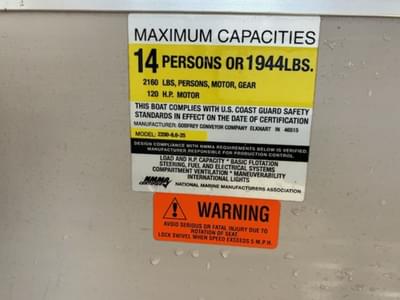 MAXIMUM CAPACITIES
14 PERSONS OR 1944LBS.
2160 LBS, PERSONS, MOTOR, GEAR
120 H.P. MOTOR
THIS BOAT COMPLIES WITH U.S. COAST GUARD SAFETY
STANDARDS IN EFFECT ON THE DATE OF CERTIFICATION
MANUFACTURER: GODFREY CONVEYOR COMPANY ELKHART IN 46515
MODEL:
DESIGN COMPLIANCE WITH NMMA REQUIREMENTS BELOW IS VERIFIED.
MANUFACTURER RESPONSIBLE FOR PRODUCTION CONTROL.
LOAD AND H.P. CAPACITY * BASIC FLOTATION
STEERING, FUEL AND ELECTRICAL SYSTEMS
COMPARTMENT VENTILATION * MANEUVERABILITY
INTERNATIONAL LIGHTS
NMMA
CERTIFIED NATIONAL MARINE MANUFACTURERS ASSOCIATION
WARNING
AVOID SERIOUS OR FATAL INJURY DUE TO
ROTATION OF SEAT
LOCK SWIVEL WHEN SPEED EXCEEDS 5 M.P.H.